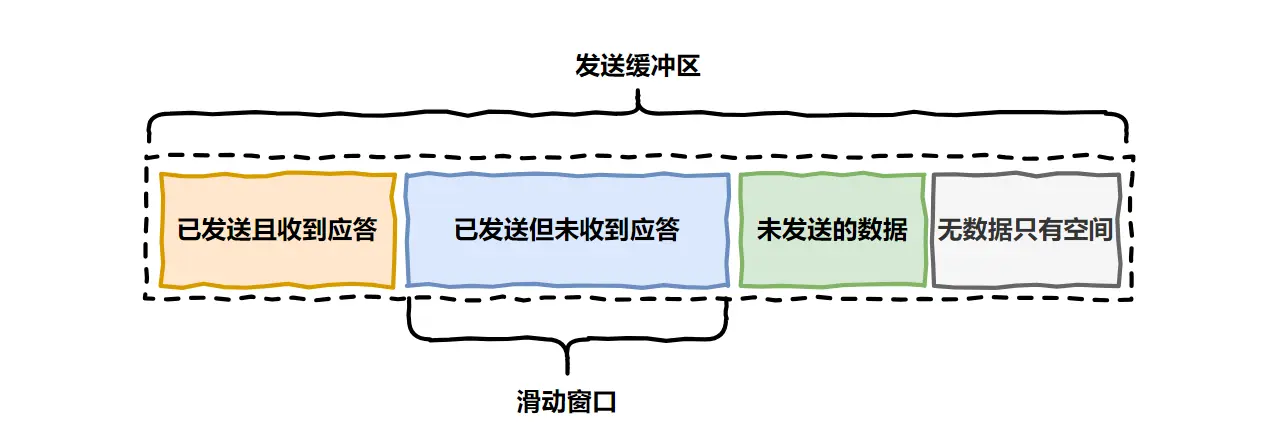 发送缓冲区
已发送且收到应答
已发送但未收到应答
未发送的数据
无数据只有空间
滑动窗口